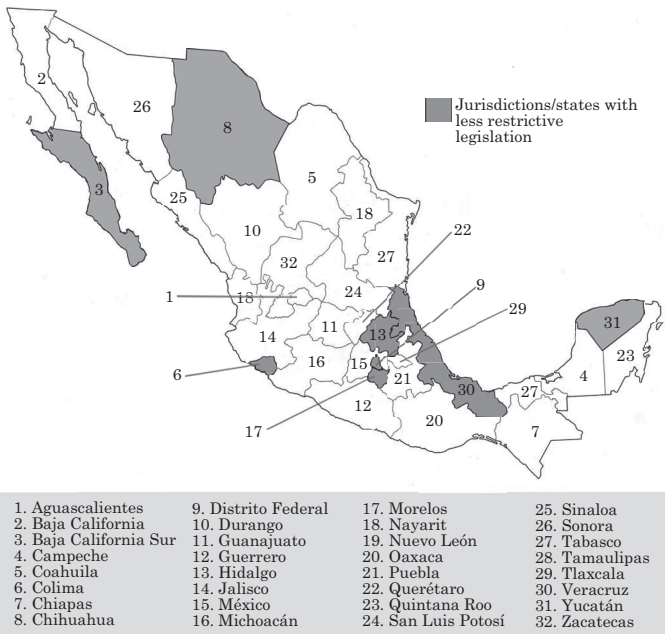 2
26
8
Jurisdictions/states with
less restrictive
legislation
3
25
5
18
10
22
27
32
9
1
18
24
29
14
11
13
31
16
15
23
6
21
30
27
4
17
12
20
7
1. Aguascalientes
2. Baja California
3. Baja California Sur
4. Campeche
5. Coahuila
6. Colima
7. Chiapas
8. Chihuahua
9. Distrito Federal
10. Durango
11. Guanajuato
12. Guerrero
13. Hidalgo
14. Jalisco
15. México
16. Michoacán
17. Morelos
18. Nayarit
19. Nuevo León
20. Oaxaca
21. Puebla
22. Querétaro
23. Quintana Roo
24. San Luis Potosí
25. Sinaloa
26. Sonora
27. Tabasco
28. Tamaulipas
29. Tlaxcala
30. Veracruz
31. Yucatán
32. Zacatecas